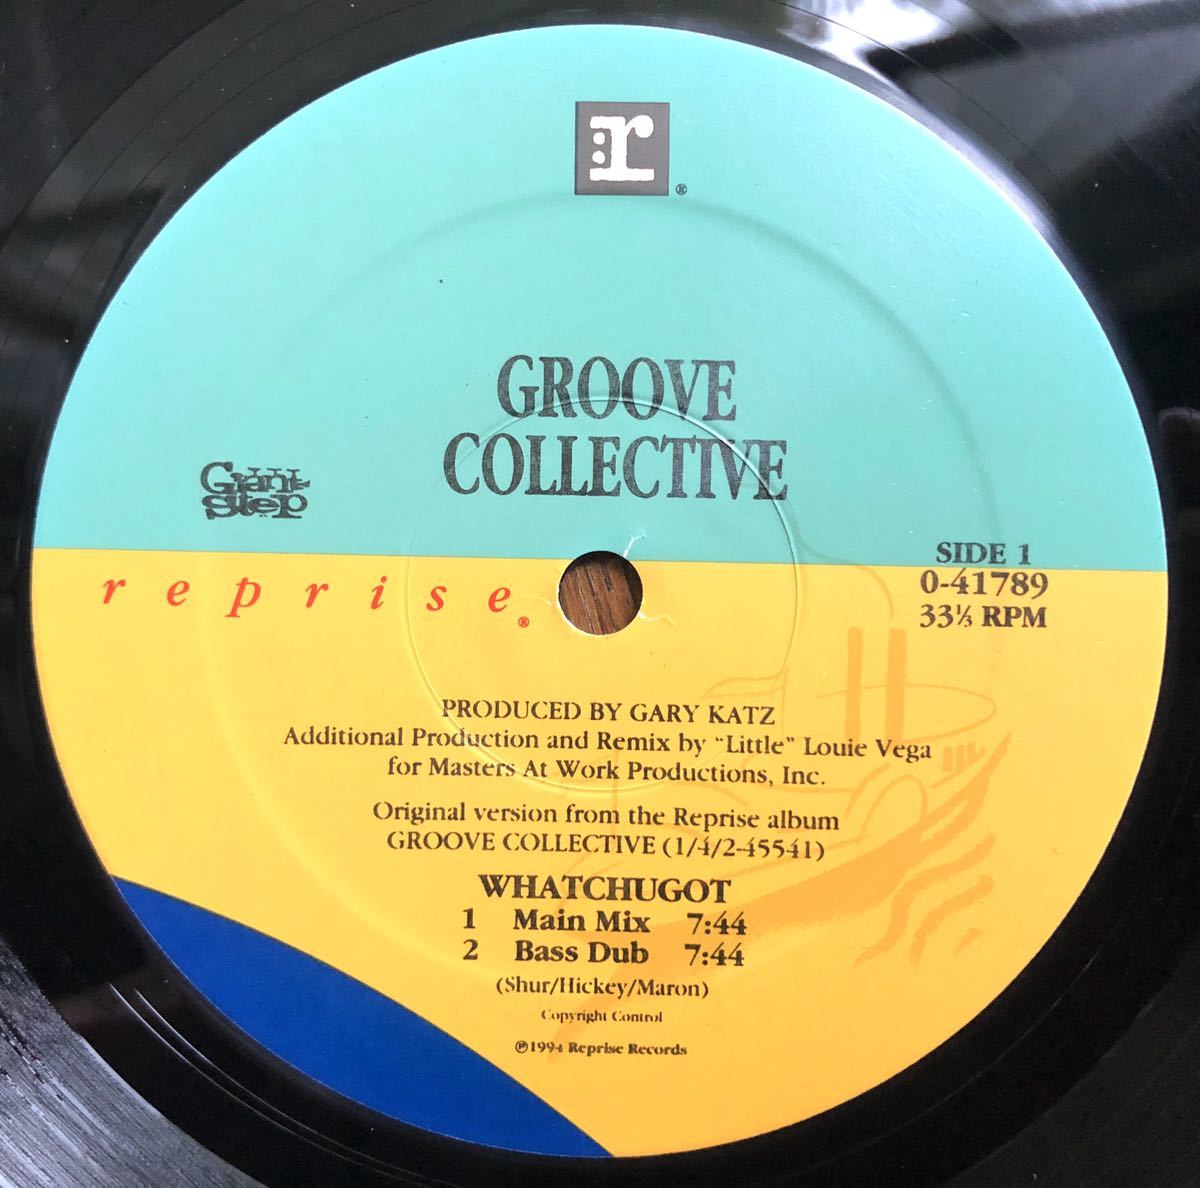 r
®
GROOVE
COLLECTIVE
Giant
Step
SIDE 1
0-41789
33⅓ RPM
reprise®
PRODUCED BY GARY KATZ
Additional Production and Remix by "Little" Louie Vega
for Masters At Work Productions, Inc.
Original version from the Reprise album
GROOVE COLLECTIVE (1/4/2-45541)
WHATCHUGOT
1 Main Mix 7:44
2 Bass Dub 7:44
(Shur/Hickey/Maron)
Copyright Control
℗1994 Reprise Records